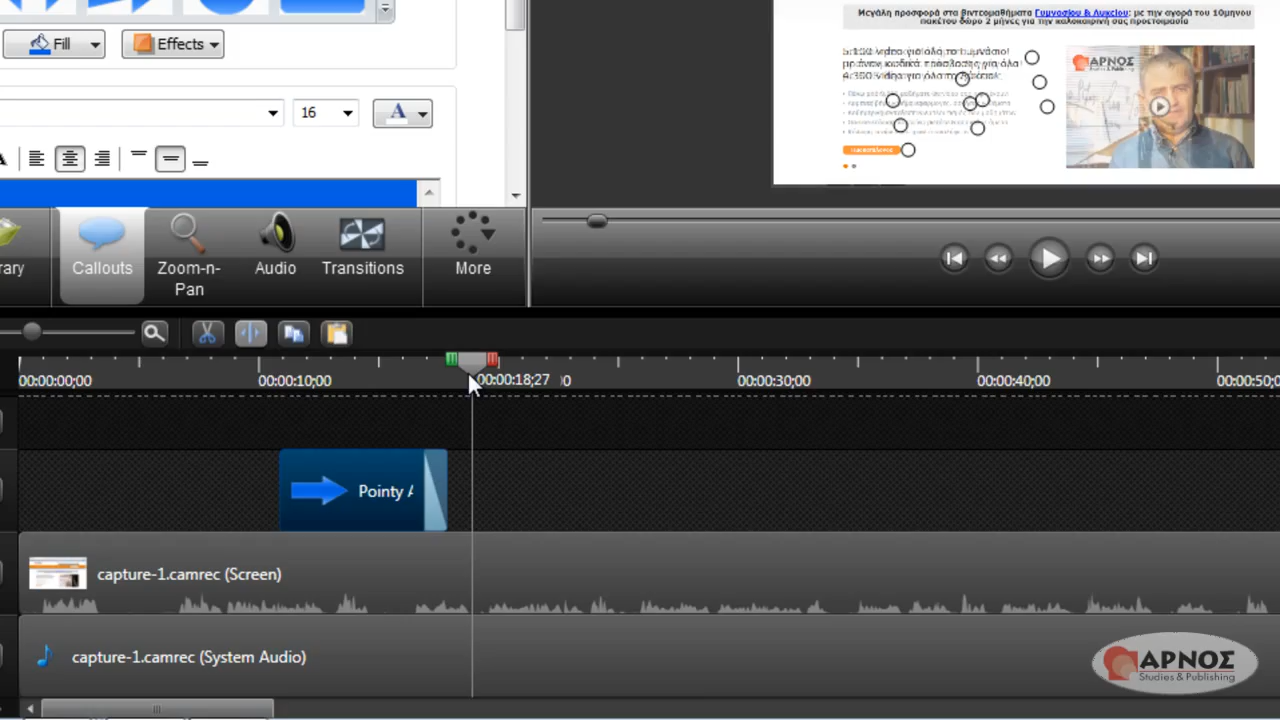 Μεγάλη προσφορά στα βιντεομαθήματα Γυμνασίου & Λυκείου: με την αγορά του 10μηνου
πακέτου δώρο 2 μήνες για την καλοκαιρινή σας προετοιμασία
Fill
Effects
ΑΡΝΟΣ
Studies & Publishing
16
A
rary
Callouts
Zoom-n-
Pan
Audio
Transitions
More
00:00:00;00
00:00:10;00
00:00:18;27
00:00:30;00
00:00:40;00
00:00:50;0
Pointy A
capture-1.camrec (Screen)
capture-1.camrec (System Audio)
ΑΡΝΟΣ
Studies & Publishing